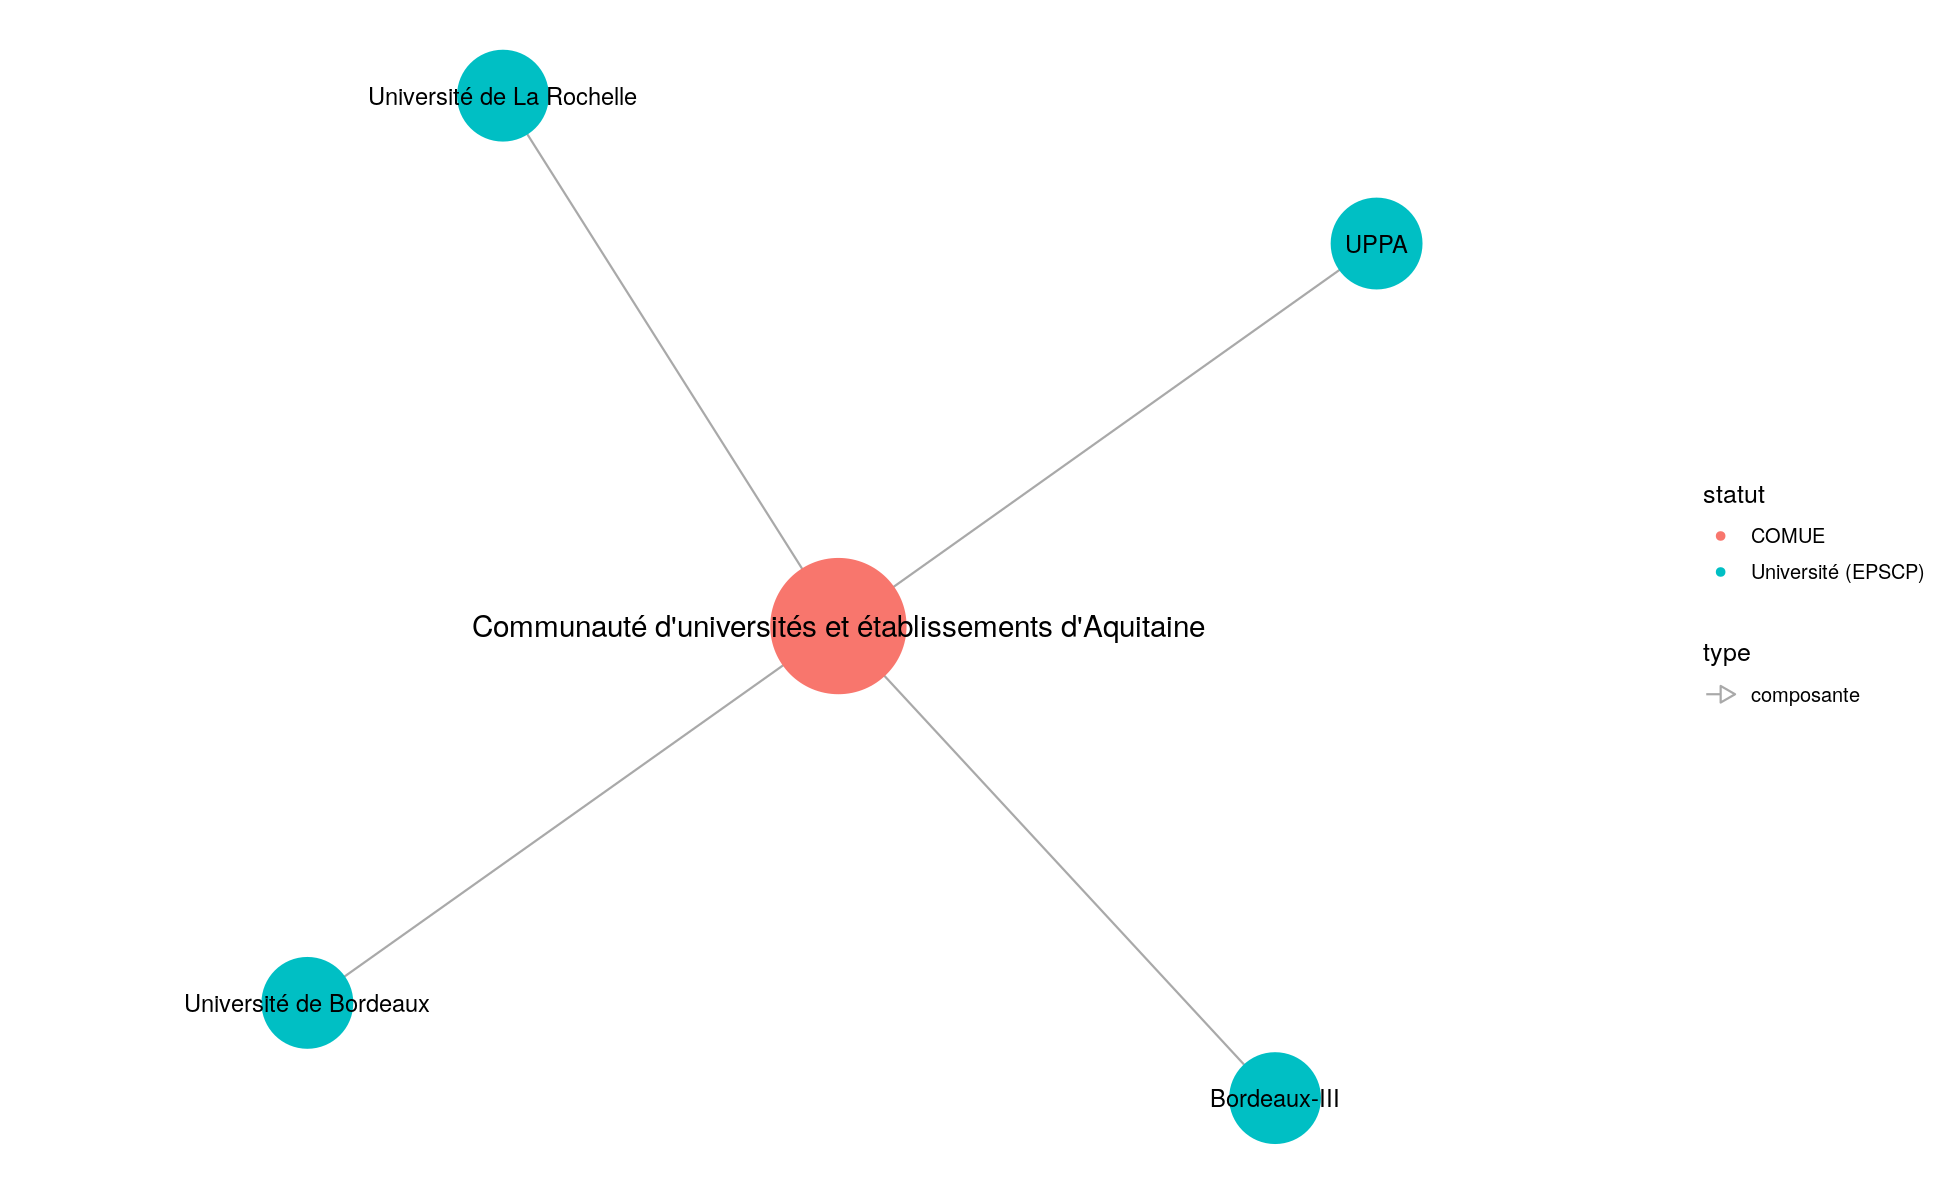 Université de La Rochelle
UPPA
Communauté d'universités et établissements d'Aquitaine
Université de Bordeaux
Bordeaux-III
statut
COMUE
Université (EPSCP)
type
composante